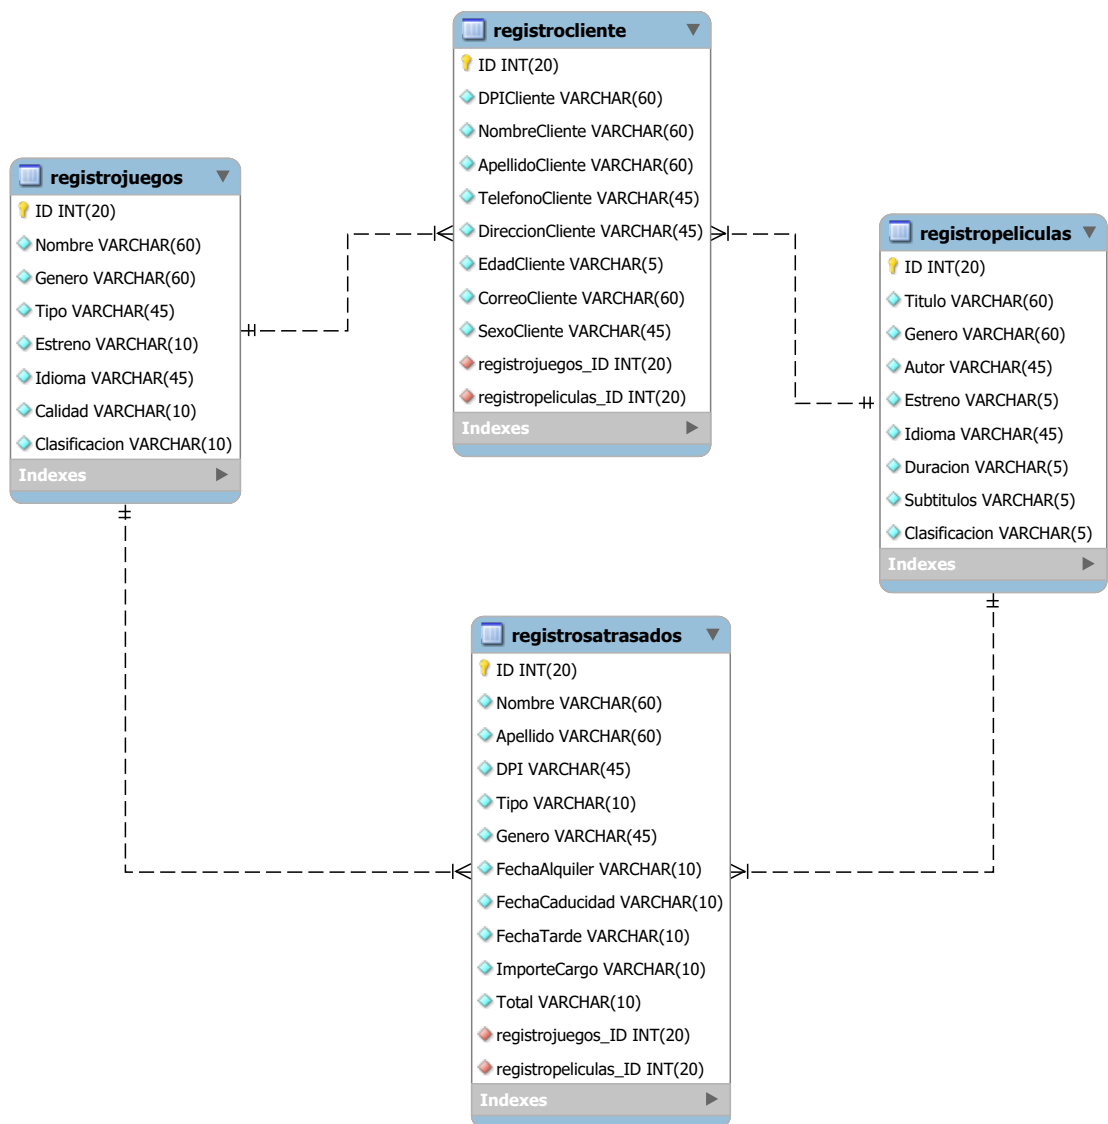 registrocliente
ID INT(20)
DPICliente VARCHAR(60)
NombreCliente VARCHAR(60)
ApellidoCliente VARCHAR(60)
TelefonoCliente VARCHAR(45)
DireccionCliente VARCHAR(45)
EdadCliente VARCHAR(5)
CorreoCliente VARCHAR(60)
SexoCliente VARCHAR(45)
registrojuegos_ID INT(20)
registropeliculas_ID INT(20)
Indexes
registrojuegos
ID INT(20)
Nombre VARCHAR(60)
Genero VARCHAR(60)
Tipo VARCHAR(45)
Estreno VARCHAR(10)
Idioma VARCHAR(45)
Calidad VARCHAR(10)
Clasificacion VARCHAR(10)
Indexes
registropeliculas
ID INT(20)
Titulo VARCHAR(60)
Genero VARCHAR(60)
Autor VARCHAR(45)
Estreno VARCHAR(5)
Idioma VARCHAR(45)
Duracion VARCHAR(5)
Subtitulos VARCHAR(5)
Clasificacion VARCHAR(5)
Indexes
registrosatrasados
ID INT(20)
Nombre VARCHAR(60)
Apellido VARCHAR(60)
DPI VARCHAR(45)
Tipo VARCHAR(10)
Genero VARCHAR(45)
FechaAlquiler VARCHAR(10)
FechaCaducidad VARCHAR(10)
FechaTarde VARCHAR(10)
ImporteCargo VARCHAR(10)
Total VARCHAR(10)
registrojuegos_ID INT(20)
registropeliculas_ID INT(20)
Indexes